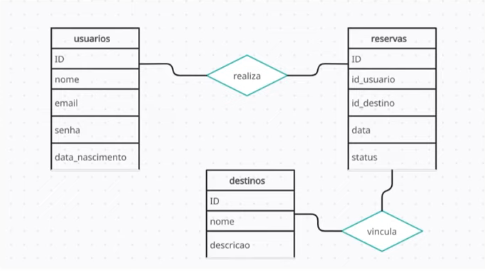 usuarios
ID
nome
email
senha
data_nascimento
realiza
reservas
ID
id_usuario
id_destino
data
status
destinos
ID
nome
descricao
vincula